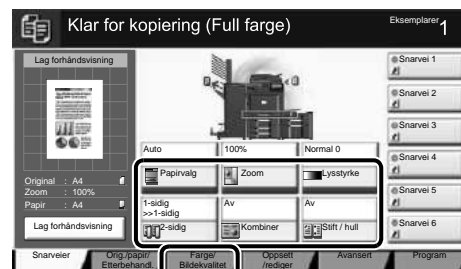 Klar for kopiering (Full farge)
Eksemplarer 1
Lag forhåndsvisning
Original : A4
Zoom : 100%
Papir : A4
Lag forhåndsvisning
Auto
100%
Normal 0
Papirvalg
Zoom
Lysstyrke
1-sidig
>>1-sidig
Av
Av
2-sidig
Kombiner
Stift / hull
Snarvei 1
Snarvei 2
Snarvei 3
Snarvei 4
Snarvei 5
Snarvei 6
Snarveier
Orig./papir/
Etterbehandl.
Farge/
Bildekvalitet
Oppsett
/rediger
Avansert
Program